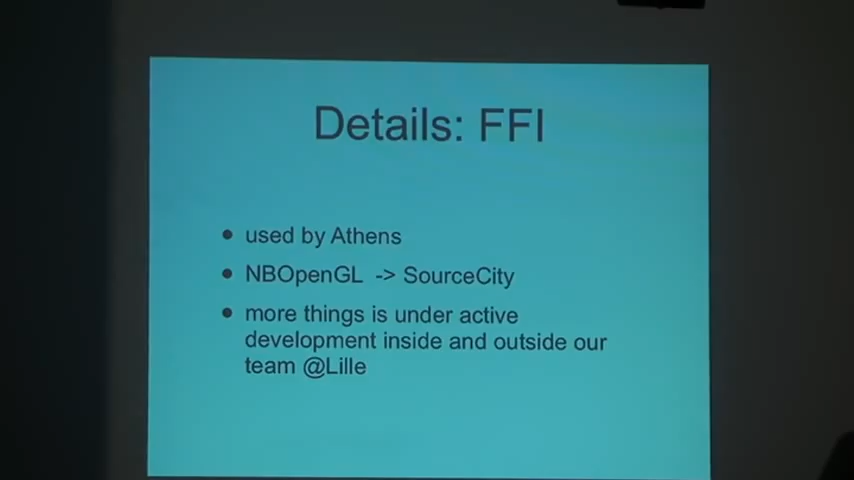 Details: FFI
used by Athens
NBOpenGL -> SourceCity
more things is under active
development inside and outside our
team @Lille